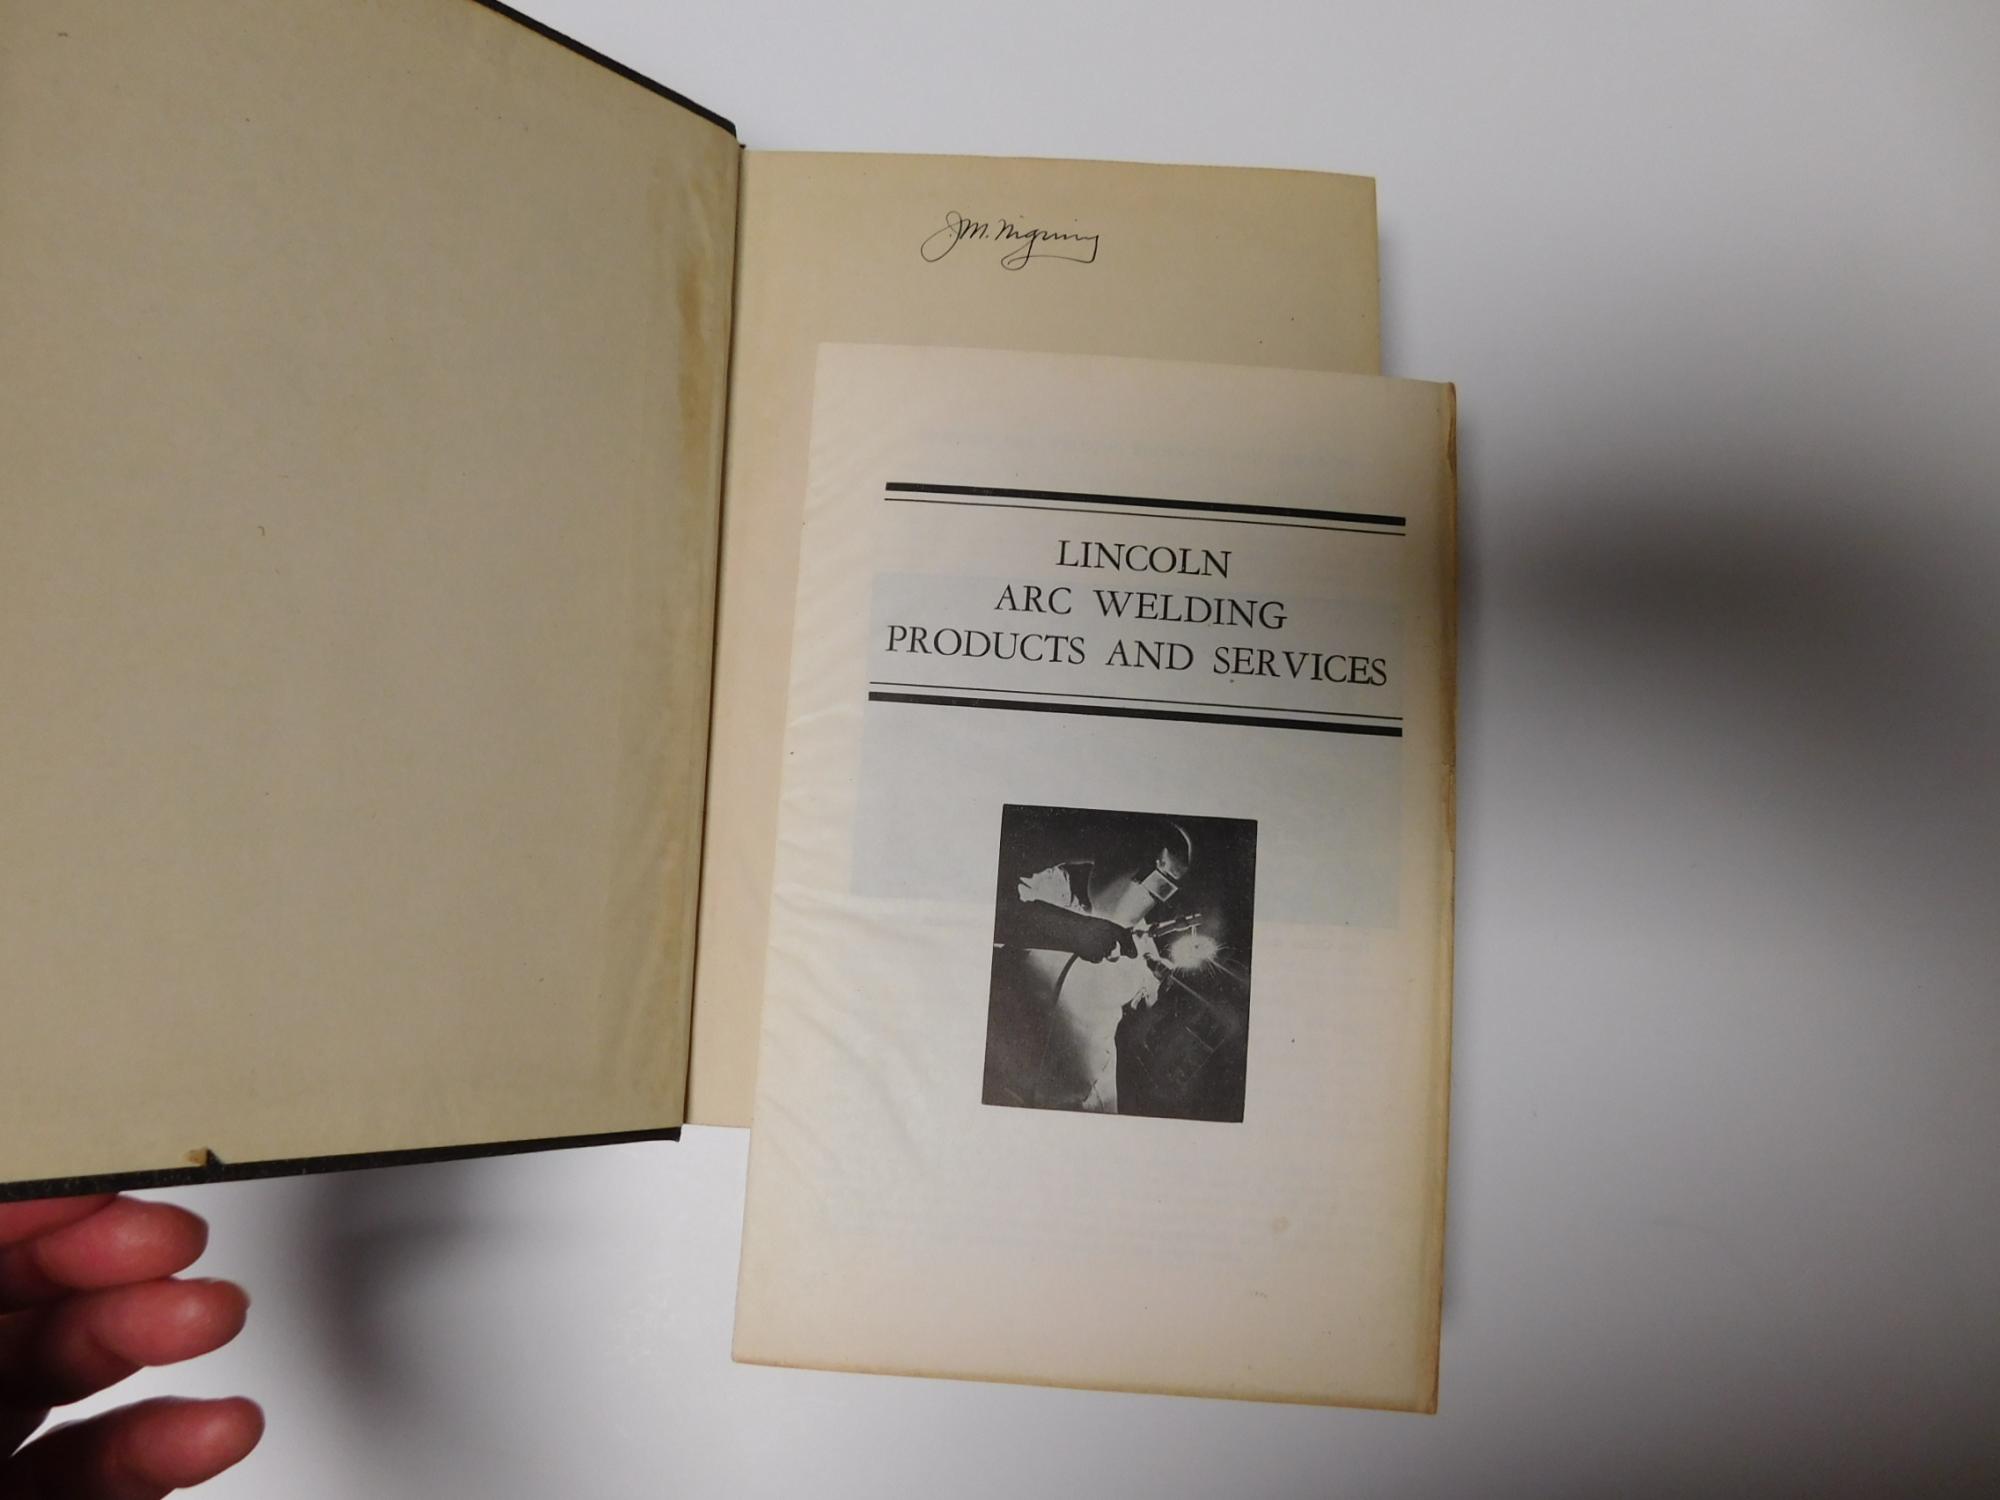 J.M.
LINCOLN
ARC WELDING
PRODUCTS AND SERVICES